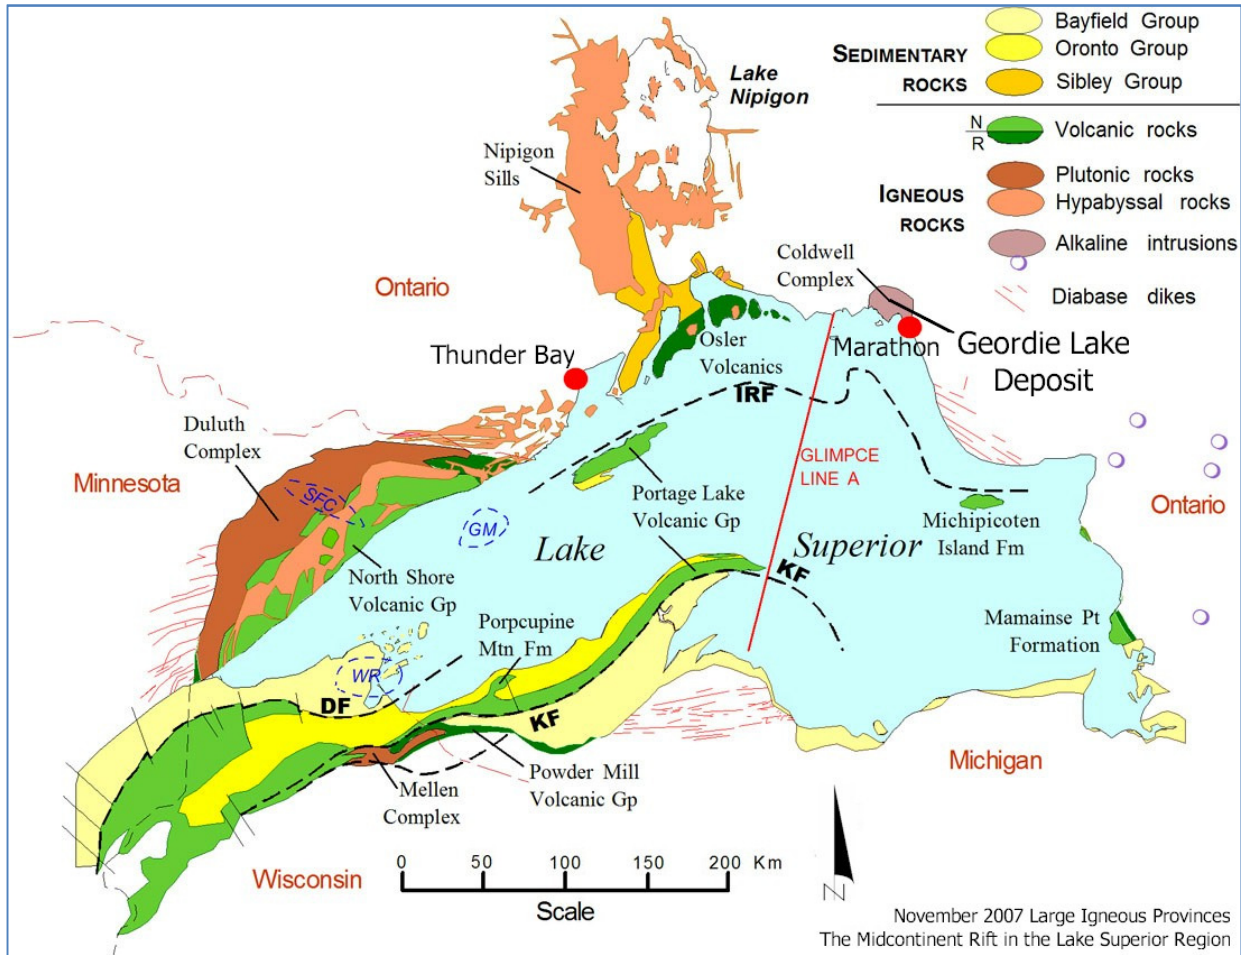 Bayfield Group
SEDIMENTARY
ROCKS
Oronto Group
Sibley Group
N
R
Volcanic rocks
IGNEOUS
ROCKS
Plutonic rocks
Hypabyssal rocks
Alkaline intrusions
Diabase dikes
Lake
Nipigon
Nipigon
Sills
Coldwell
Complex
Ontario
Thunder Bay
Osler
Volcanics
Marathon
Geordie Lake
Deposit
IRF
Duluth
Complex
GLIMPCE
LINE A
Minnesota
SFC
GM
Portage Lake
Volcanic Gp
Lake Superior
Michipicoten
Island Fm
Ontario
North Shore
Volcanic Gp
KF
Porpcupine
Mtn Fm
Mamainse Pt
Formation
WR
DF
KF
Michigan
Powder Mill
Volcanic Gp
Mellen
Complex
Wisconsin
0 50 100 150 200 Km
Scale
N
November 2007 Large Igneous Provinces
The Midcontinent Rift in the Lake Superior Region